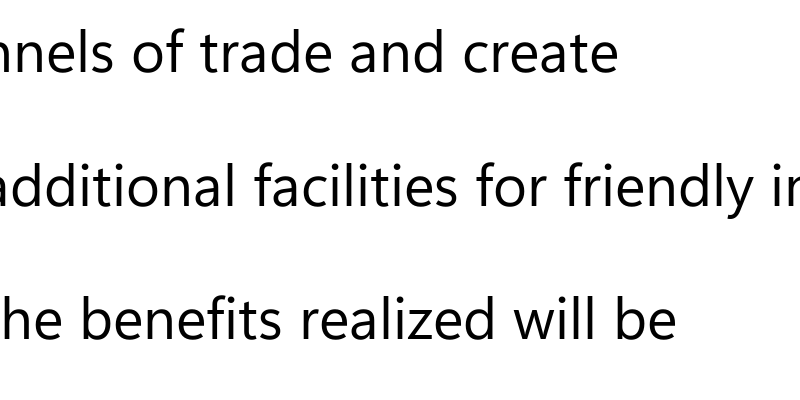 nnels of trade and create
additional facilities for friendly in
he benefits realized will be